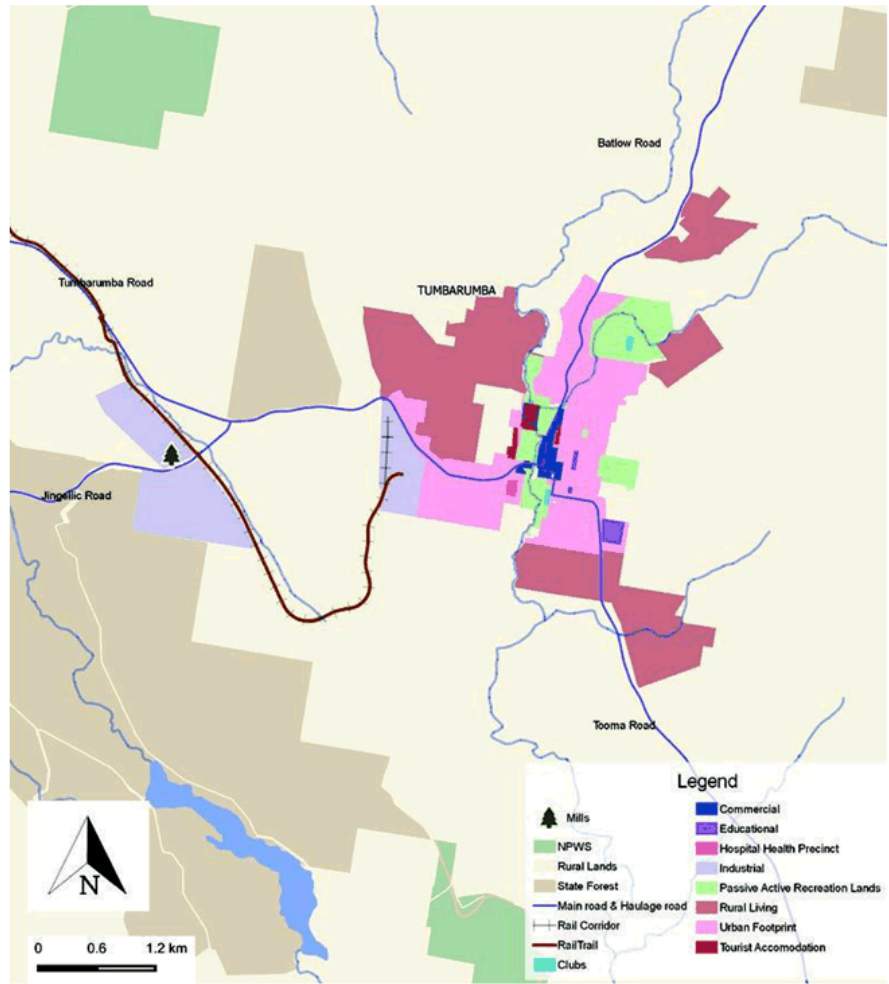 Batlow Road
Tumbarumba Road
TUMBARUMBA
Jingellic Road
Tooma Road
Legend
Mills
NPWS
Rural Lands
State Forest
Main road & Haulage road
Rail Corridor
RailTrail
Clubs
Commercial
Educational
Hospital Health Precinct
Industrial
Passive Active Recreation Lands
Rural Living
Urban Footprint
Tourist Accomodation
N
0 0.6 1.2 km